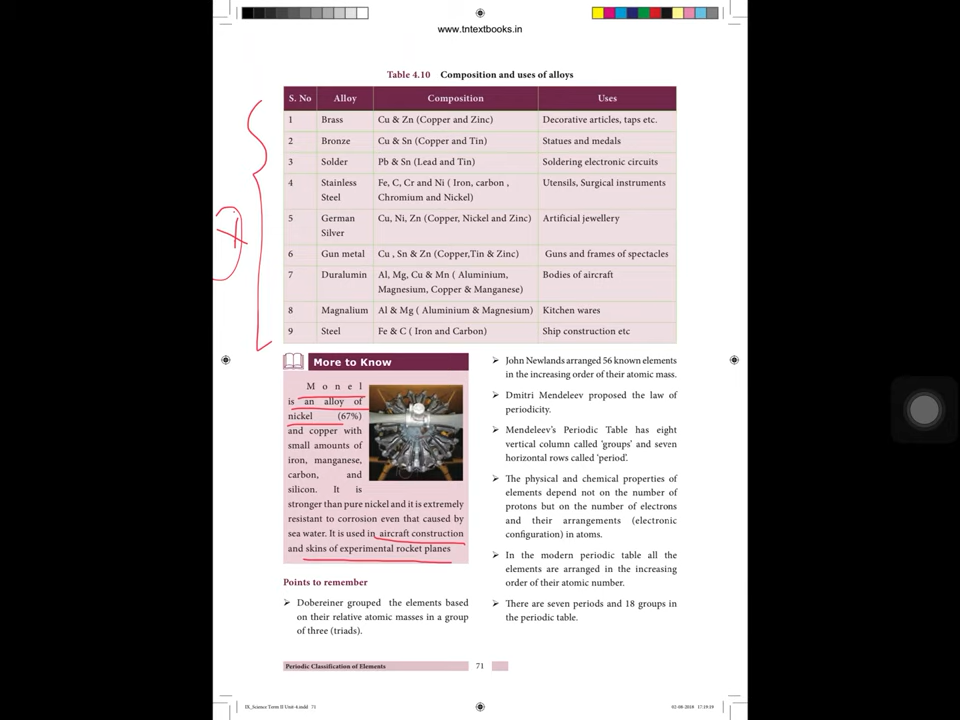 www.tntextbooks.in
Table 4.10 Composition and uses of alloys
S. No Alloy Composition Uses
1 Brass Cu & Zn (Copper and Zinc) Decorative articles, taps etc.
2 Bronze Cu & Sn (Copper and Tin) Statues and medals
3 Solder Pb & Sn (Lead and Tin) Soldering electronic circuits
4 Stainless Fe, C, Cr and Ni ( Iron, carbon , Utensils, Surgical instruments
Steel Chromium and Nickel)
5 German Cu, Ni, Zn (Copper, Nickel and Zinc) Artificial jewellery
Silver
6 Gun metal Cu , Sn & Zn (Copper,Tin & Zinc) Guns and frames of spectacles
7 Duralumin Al, Mg, Cu & Mn ( Aluminium, Bodies of aircraft
Magnesium, Copper & Manganese)
8 Magnalium Al & Mg ( Aluminium & Magnesium) Kitchen wares
9 Steel Fe & C ( Iron and Carbon) Ship construction etc
More to Know
Monel
is an alloy of
nickel (67%)
and copper with
small amounts of
iron, manganese,
carbon, and
silicon. It is
stronger than pure nickel and it is extremely
resistant to corrosion even that caused by
sea water. It is used in aircraft construction
and skins of experimental rocket planes
Points to remember
➢ Dobereiner grouped the elements based
on their relative atomic masses in a group
of three (triads).
➢ John Newlands arranged 56 known elements
in the increasing order of their atomic mass.
➢ Dmitri Mendeleev proposed the law of
periodicity.
➢ Mendeleev's Periodic Table has eight
vertical column called 'groups' and seven
horizontal rows called 'period'.
➢ The physical and chemical properties of
elements depend not on the number of
protons but on the number of electrons
and their arrangements (electronic
configuration) in atoms.
➢ In the modern periodic table all the
elements are arranged in the increasing
order of their atomic number.
➢ There are seven periods and 18 groups in
the periodic table.
Periodic Classification of Elements 71
IX_Science Term II Unit-4.indd 71 02-08-2018 17:19:19